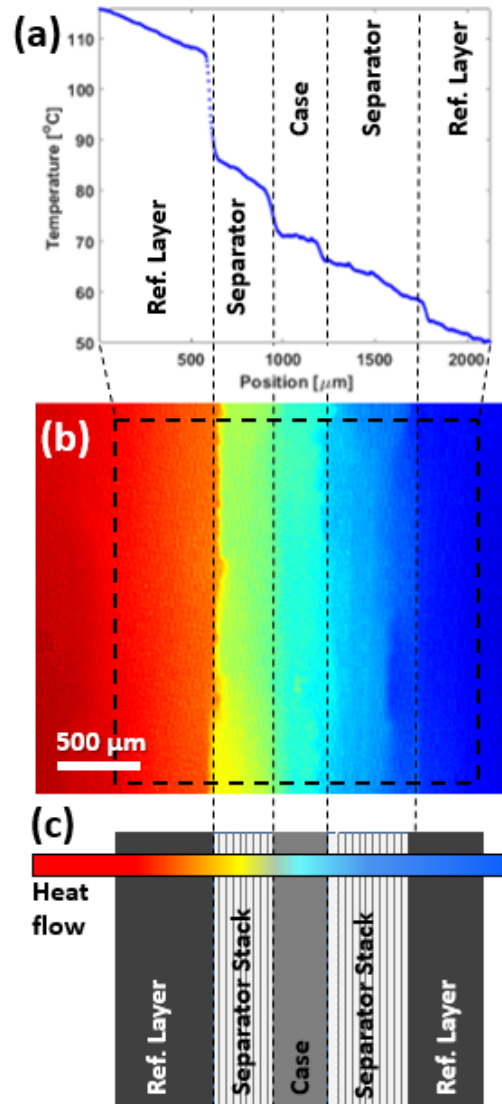 (a)
Temperature [°C]
110
100
90
80
70
60
50
Ref. Layer
Separator
Case
Separator
Ref. Layer
500
1000
1500
2000
Position [μm]
(b)
500 μm
(c)
Heat
flow
Ref. Layer
Separator Stack
Case
Separator Stack
Ref. Layer